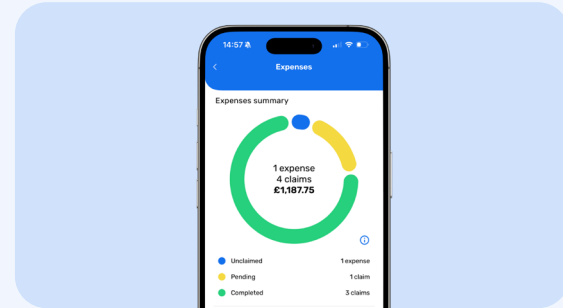 14:57
Expenses
Expenses summary
1 expense
4 claims
£1,187.75
Unclaimed 1 expense
Pending 1 claim
Completed 3 claims